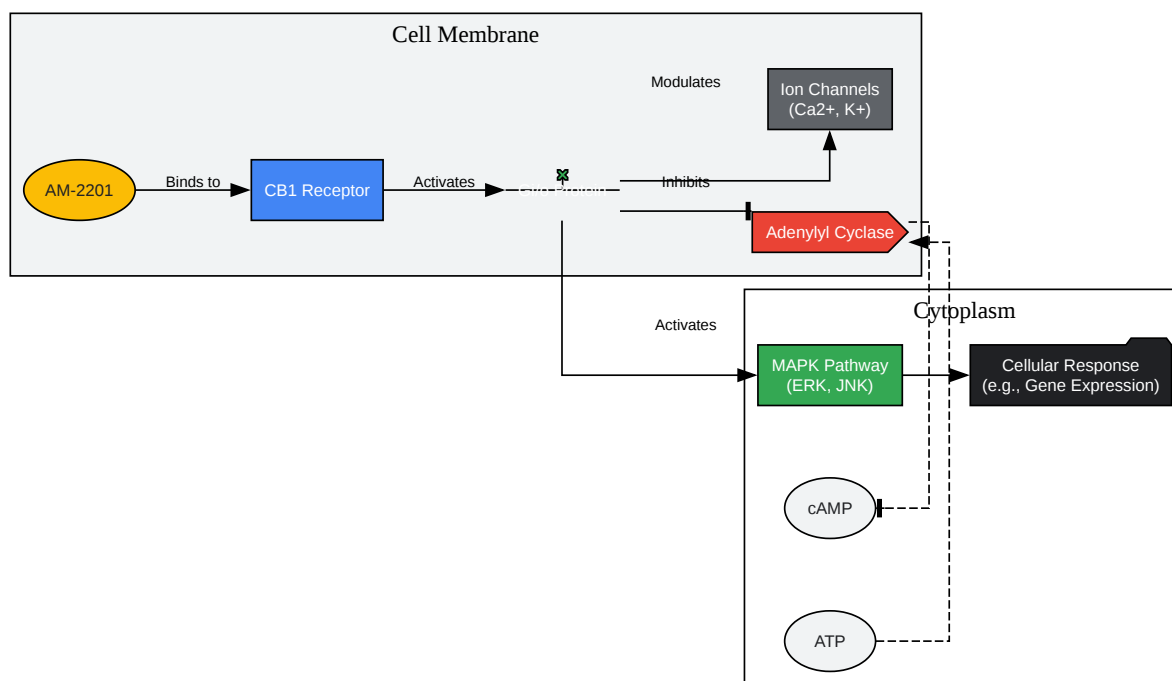 Cell Membrane
Modulates
Ion Channels
(Ca2+, K+)
AM-2201
Binds to
CB1 Receptor
Activates
Inhibits
Adenylyl Cyclase
Cytoplasm
Activates
MAPK Pathway
(ERK, JNK)
Cellular Response
(e.g., Gene Expression)
cAMP
ATP